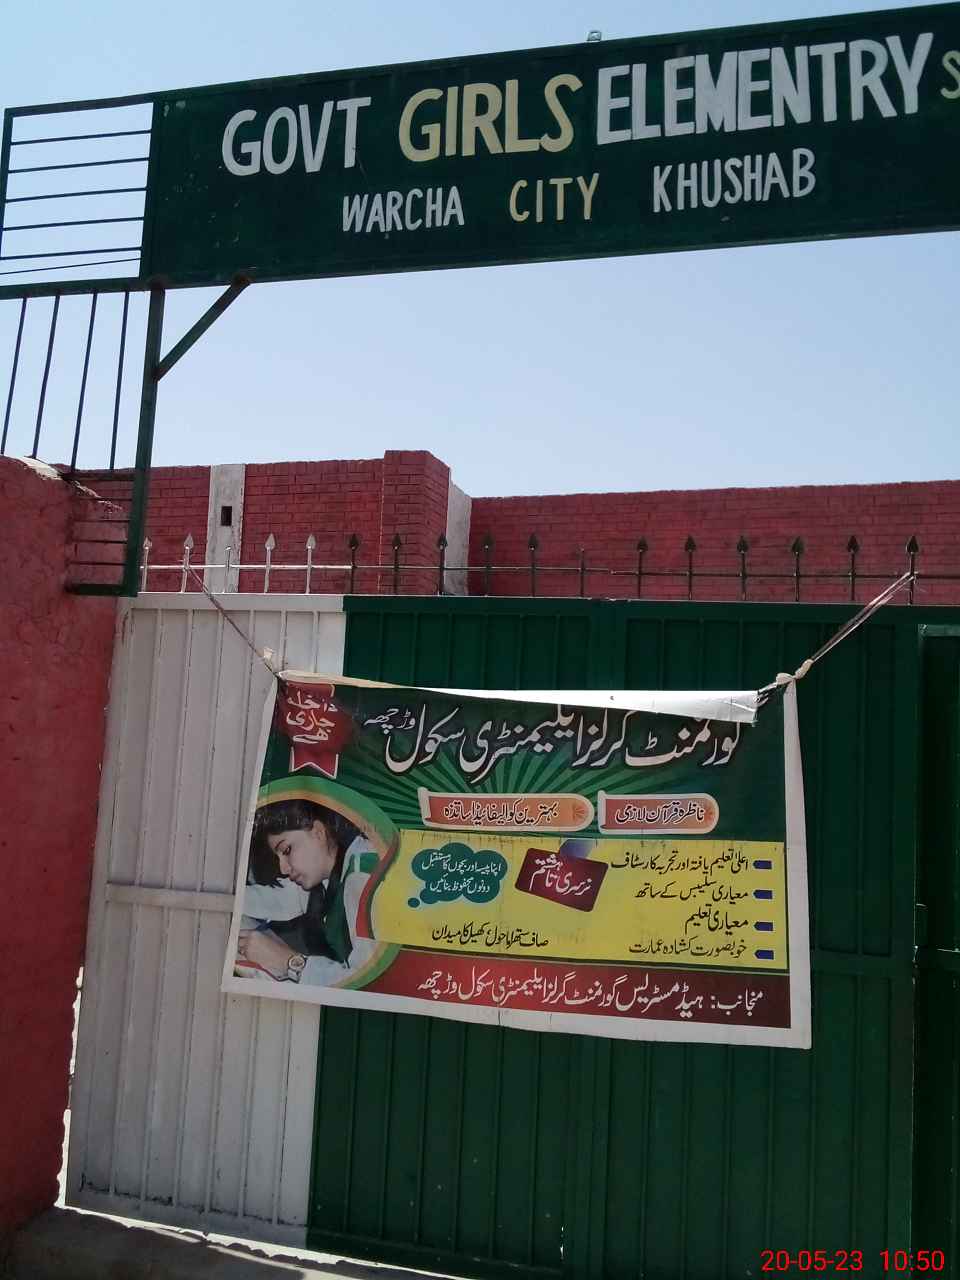 GOVT GIRLS ELEMENTRY S
WARCHA CITY KHUSHAB
داخلہ
جاری
ھے
گورنمنٹ گرلز ایلیمنٹری سکول وڑچھہ
ناظرہ قرآن لازمی
بہترین کوالیفائیڈ اساتذہ
اعلیٰ تعلیم یافتہ اور تجربہ کار سٹاف
معیاری سلیبس کے ساتھ
معیاری تعلیم
خوبصورت کشادہ عمارت
نرسری تا ہشتم
اپنا پیسہ اور بچوں کا مستقبل
دونوں محفوظ بنائیں
صاف ستھرا ماحول، کھیل کا میدان
منجانب: ہیڈ مسٹریس گورنمنٹ گرلز ایلیمنٹری سکول وڑچھہ
20-05-23 10:50